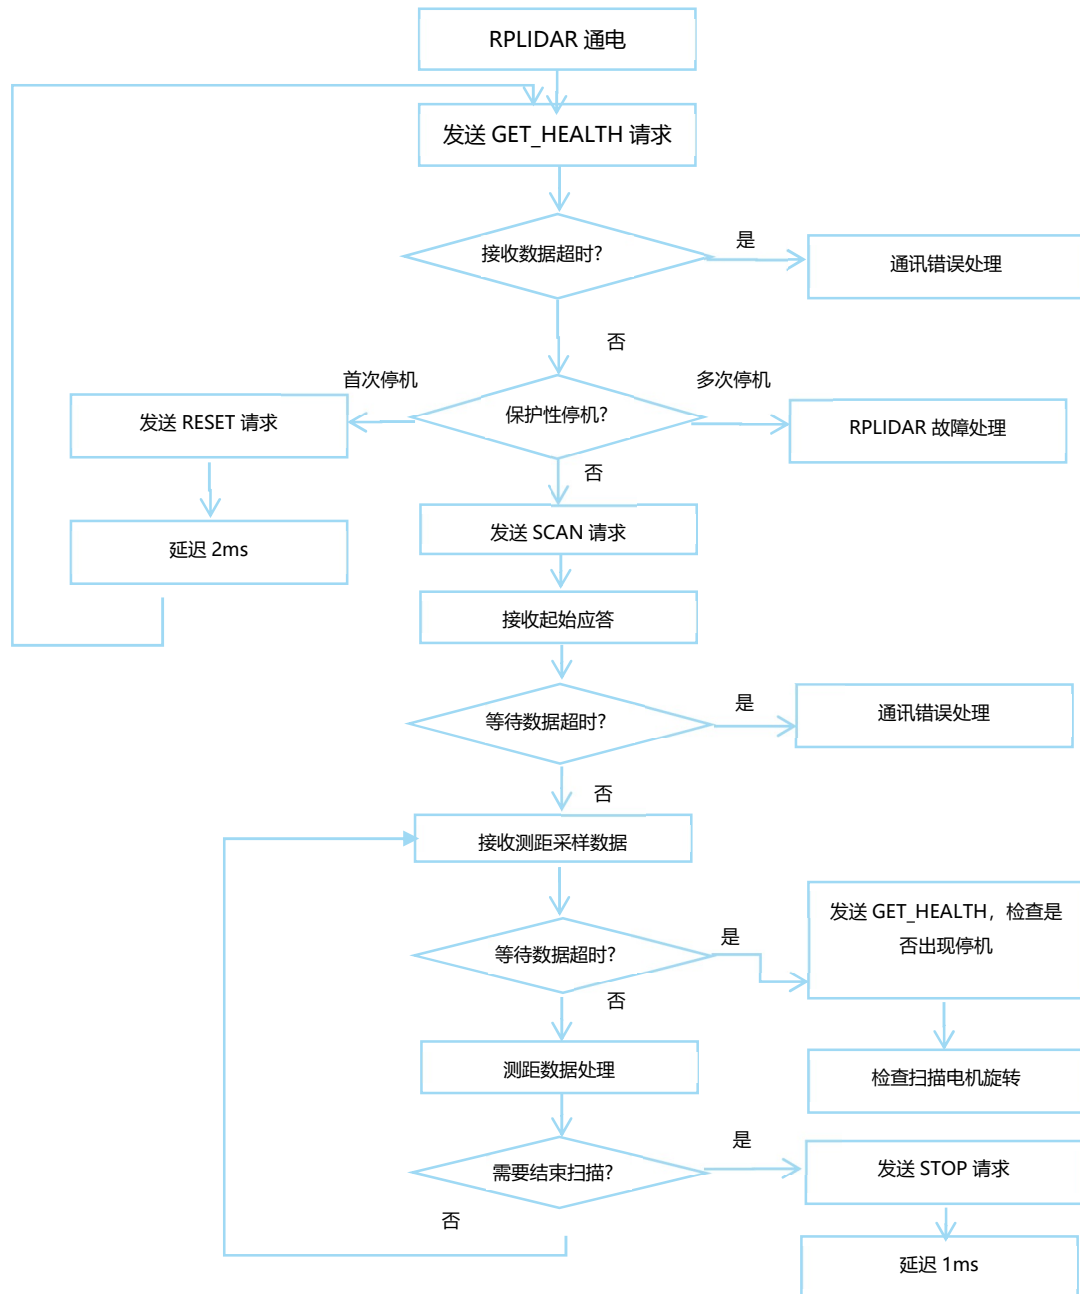 RPLIDAR 通电
发送 GET_HEALTH 请求
接收数据超时?
是
通讯错误处理
否
首次停机
多次停机
发送 RESET 请求
保护性停机?
RPLIDAR 故障处理
否
发送 SCAN 请求
延迟 2ms
接收起始应答
等待数据超时?
是
通讯错误处理
否
接收测距采样数据
发送 GET_HEALTH，检查是
否出现停机
等待数据超时?
是
否
测距数据处理
检查扫描电机旋转
需要结束扫描?
是
发送 STOP 请求
否
延迟 1ms